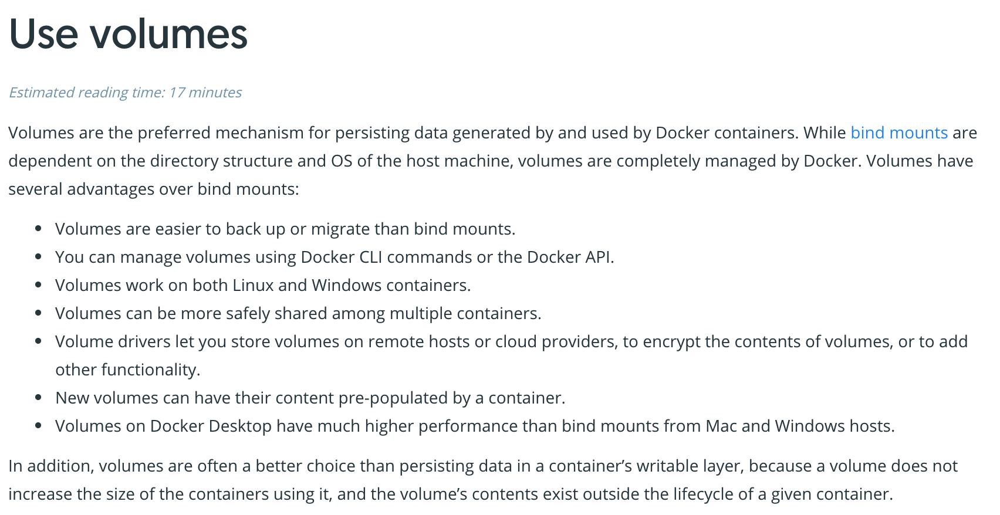 Use volumes
Estimated reading time: 17 minutes
Volumes are the preferred mechanism for persisting data generated by and used by Docker containers. While bind mounts are
dependent on the directory structure and OS of the host machine, volumes are completely managed by Docker. Volumes have
several advantages over bind mounts:
• Volumes are easier to back up or migrate than bind mounts.
• You can manage volumes using Docker CLI commands or the Docker API.
• Volumes work on both Linux and Windows containers.
• Volumes can be more safely shared among multiple containers.
• Volume drivers let you store volumes on remote hosts or cloud providers, to encrypt the contents of volumes, or to add
other functionality.
• New volumes can have their content pre-populated by a container.
• Volumes on Docker Desktop have much higher performance than bind mounts from Mac and Windows hosts.
In addition, volumes are often a better choice than persisting data in a container’s writable layer, because a volume does not
increase the size of the containers using it, and the volume’s contents exist outside the lifecycle of a given container.